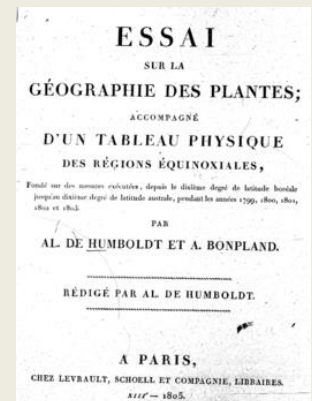 ESSAI
SUR LA
GÉOGRAPHIE DES PLANTES;
ACCOMPAGNÉ
D'UN TABLEAU PHYSIQUE
DES RÉGIONS ÉQUINOXIALES,
Fondé sur des mesures exécutées, depuis le dixième degré de latitude boréale
jusqu'au dixième degré de latitude australe, pendant les années 1799, 1800, 1801,
1802 et 1803.
PAR
AL. DE HUMBOLDT ET A. BONPLAND.
RÉDIGÉ PAR AL. DE HUMBOLDT.
A PARIS,
CHEZ LEVRAULT, SCHOELL ET COMPAGNIE, LIBRAIRES.
XIII — 1805.